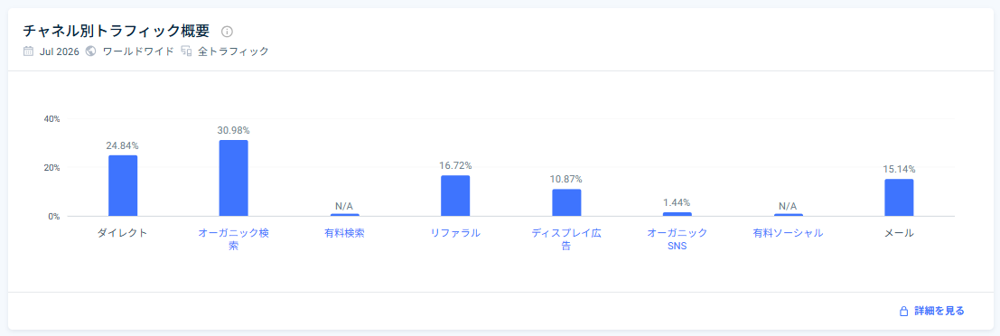 チャネル別トラフィック概要
Jul 2026 ワールドワイド 全トラフィック
40%
20%
0%
24.84%
30.98%
N/A
16.72%
10.87%
1.44%
N/A
15.14%
ダイレクト
オーガニック検
索
有料検索
リファラル
ディスプレイ広
告
オーガニック
SNS
有料ソーシャル
メール
詳細を見る